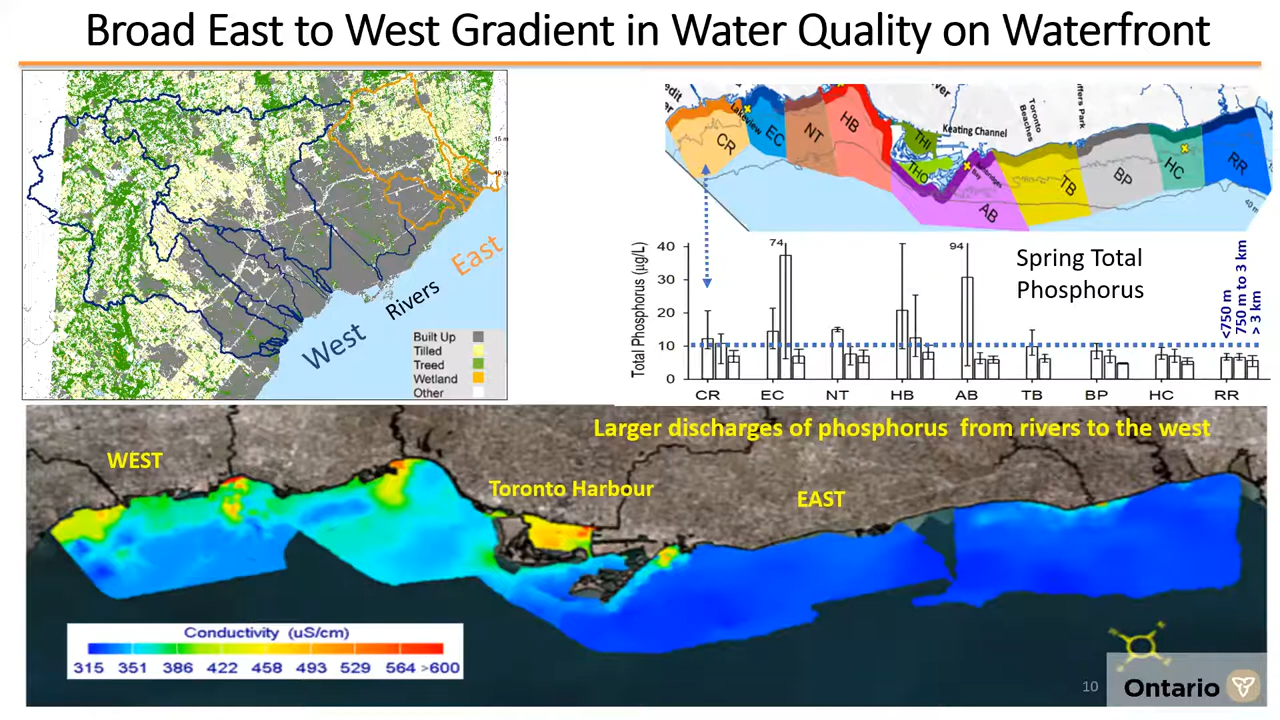 Broad East to West Gradient in Water Quality on Waterfront
West
Rivers
East
Built Up
Tilled
Treed
Wetland
Other
Lakeview
Keating Channel
Toronto
Beaches
CR
EC
NT
HB
THI
THO
AB
TB
BP
HC
RR
40 m
Total Phosphorus (µg/L)
40
30
20
10
0
74
94
Spring Total
Phosphorus
<750 m
750 m to 3 km
> 3 km
CR EC NT HB AB TB BP HC RR
Larger discharges of phosphorus from rivers to the west
WEST
Toronto Harbour
EAST
Conductivity (uS/cm)
315 351 386 422 458 493 529 564 >600
10
Ontario